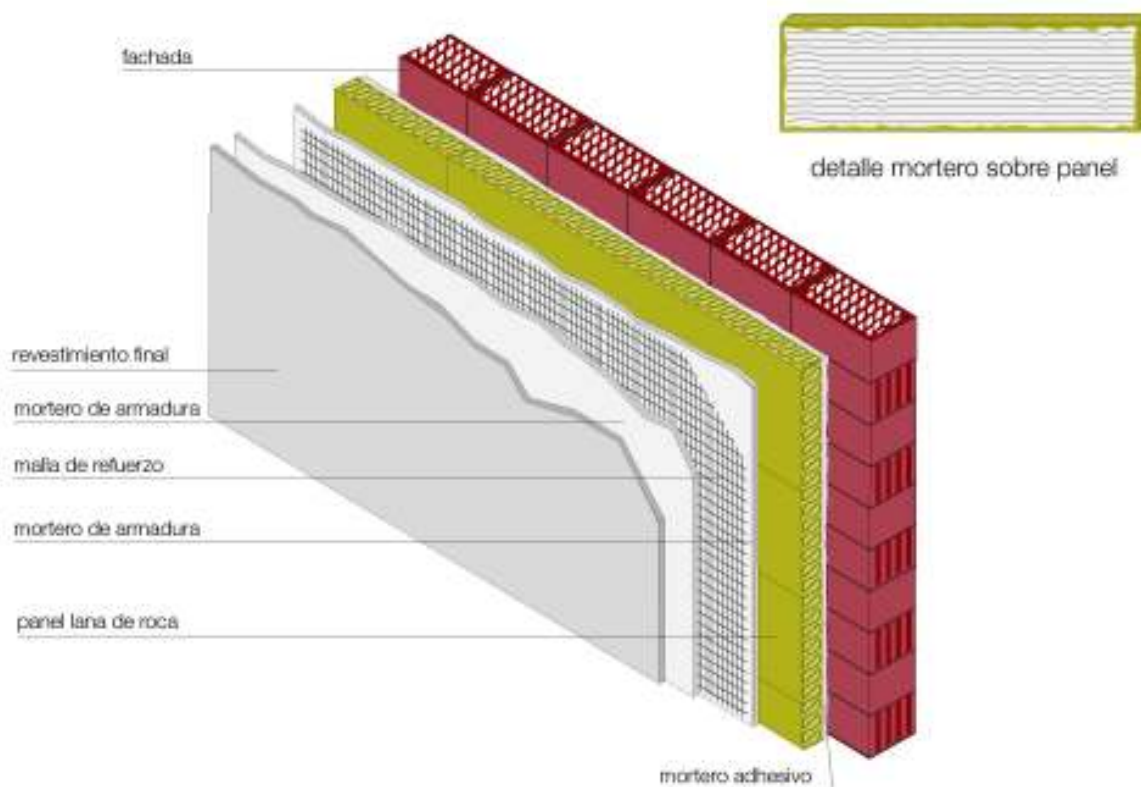 fachada
detalle mortero sobre panel
revestimiento final
mortero de armadura
malla de refuerzo
mortero de armadura
panel lana de roca
mortero adhesivo